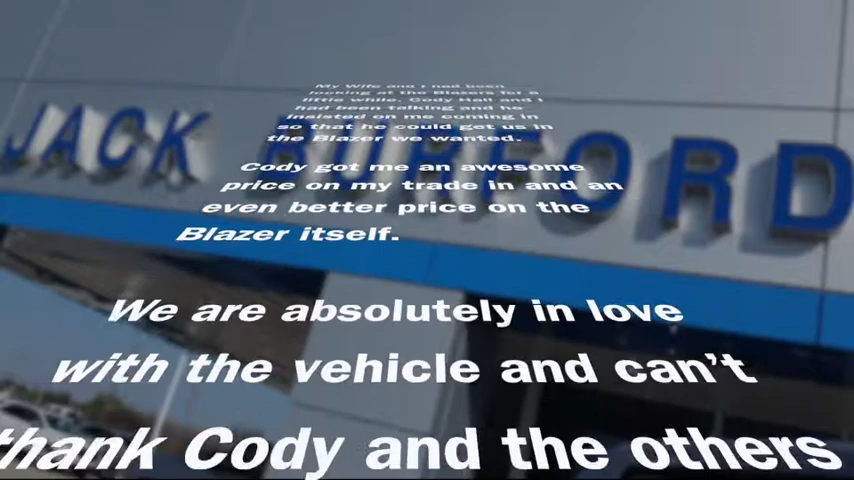 My Wife and I had been
looking at the Blazers for a
little while. Cody Hall and I
had been talking and he
insisted on me coming in
so that he could get us in
the Blazer we wanted.
Cody got me an awesome
price on my trade in and an
even better price on the
Blazer itself.
We are absolutely in love
with the vehicle and can't
thank Cody and the others
JACK FORD